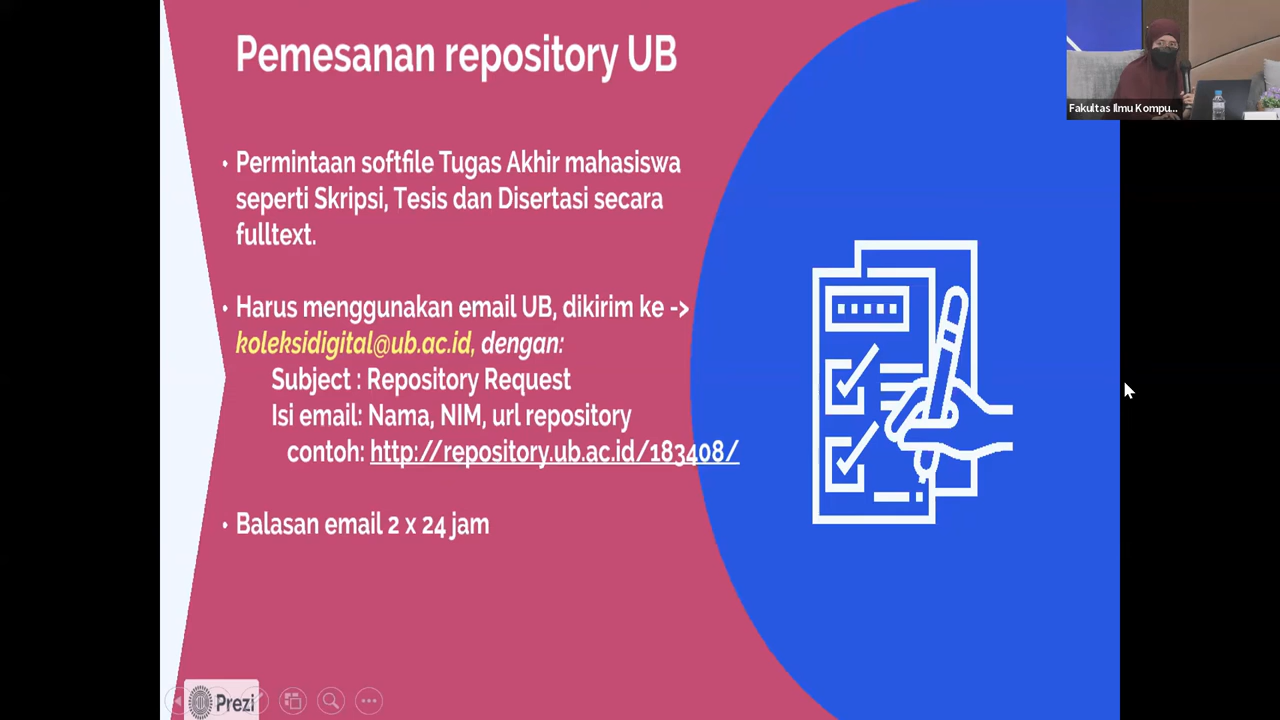 Pemesanan repository UB
Fakultas Ilmu Kompu...
• Permintaan softfile Tugas Akhir mahasiswa
seperti Skripsi, Tesis dan Disertasi secara
fulltext.
• Harus menggunakan email UB, dikirim ke ->
koleksidigital@ub.ac.id, dengan:
Subject : Repository Request
Isi email: Nama, NIM, url repository
contoh: http://repository.ub.ac.id/183408/
• Balasan email 2 x 24 jam
Prezi